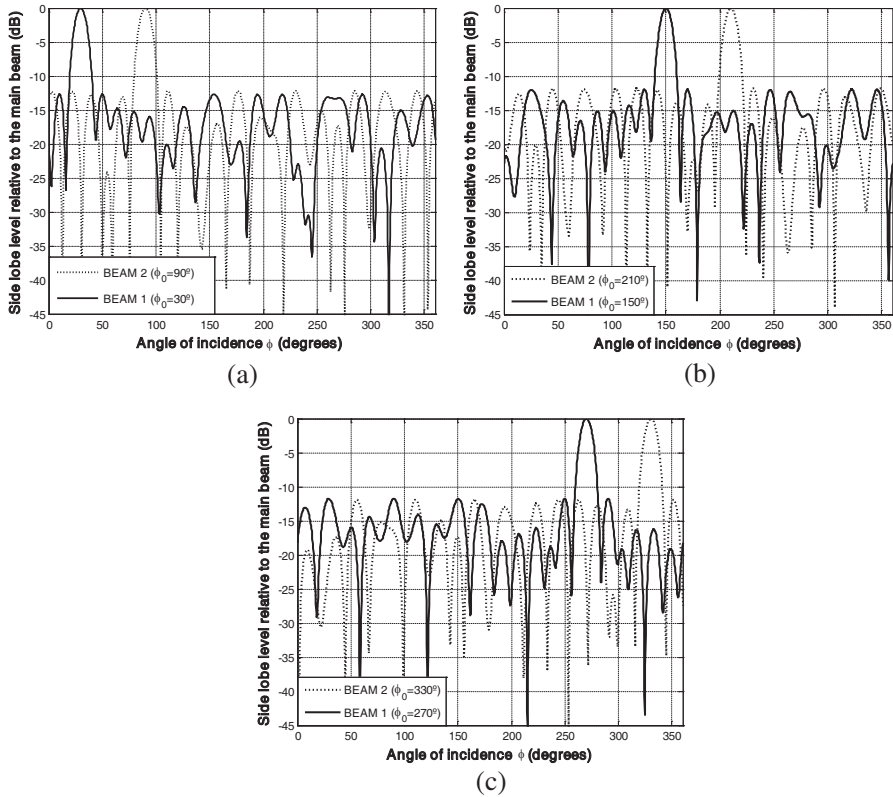 0
-5
-10
-15
-20
-25
-30
-35
-40
-45
Side lobe level relative to the main beam (dB)
BEAM 2 (ϕ0=90º)
BEAM 1 (ϕ0=30º)
0 50 100 150 200 250 300 350
Angle of incidence ϕ (degrees)
(a)
0
-5
-10
-15
-20
-25
-30
-35
-40
-45
Side lobe level relative to the main beam (dB)
BEAM 2 (ϕ0=210º)
BEAM 1 (ϕ0=150º)
0 50 100 150 200 250 300 350
Angle of incidence ϕ (degrees)
(b)
0
-5
-10
-15
-20
-25
-30
-35
-40
-45
Side lobe level relative to the main beam (dB)
BEAM 2 (ϕ0=330º)
BEAM 1 (ϕ0=270º)
0 50 100 150 200 250 300 350
Angle of incidence ϕ (degrees)
(c)